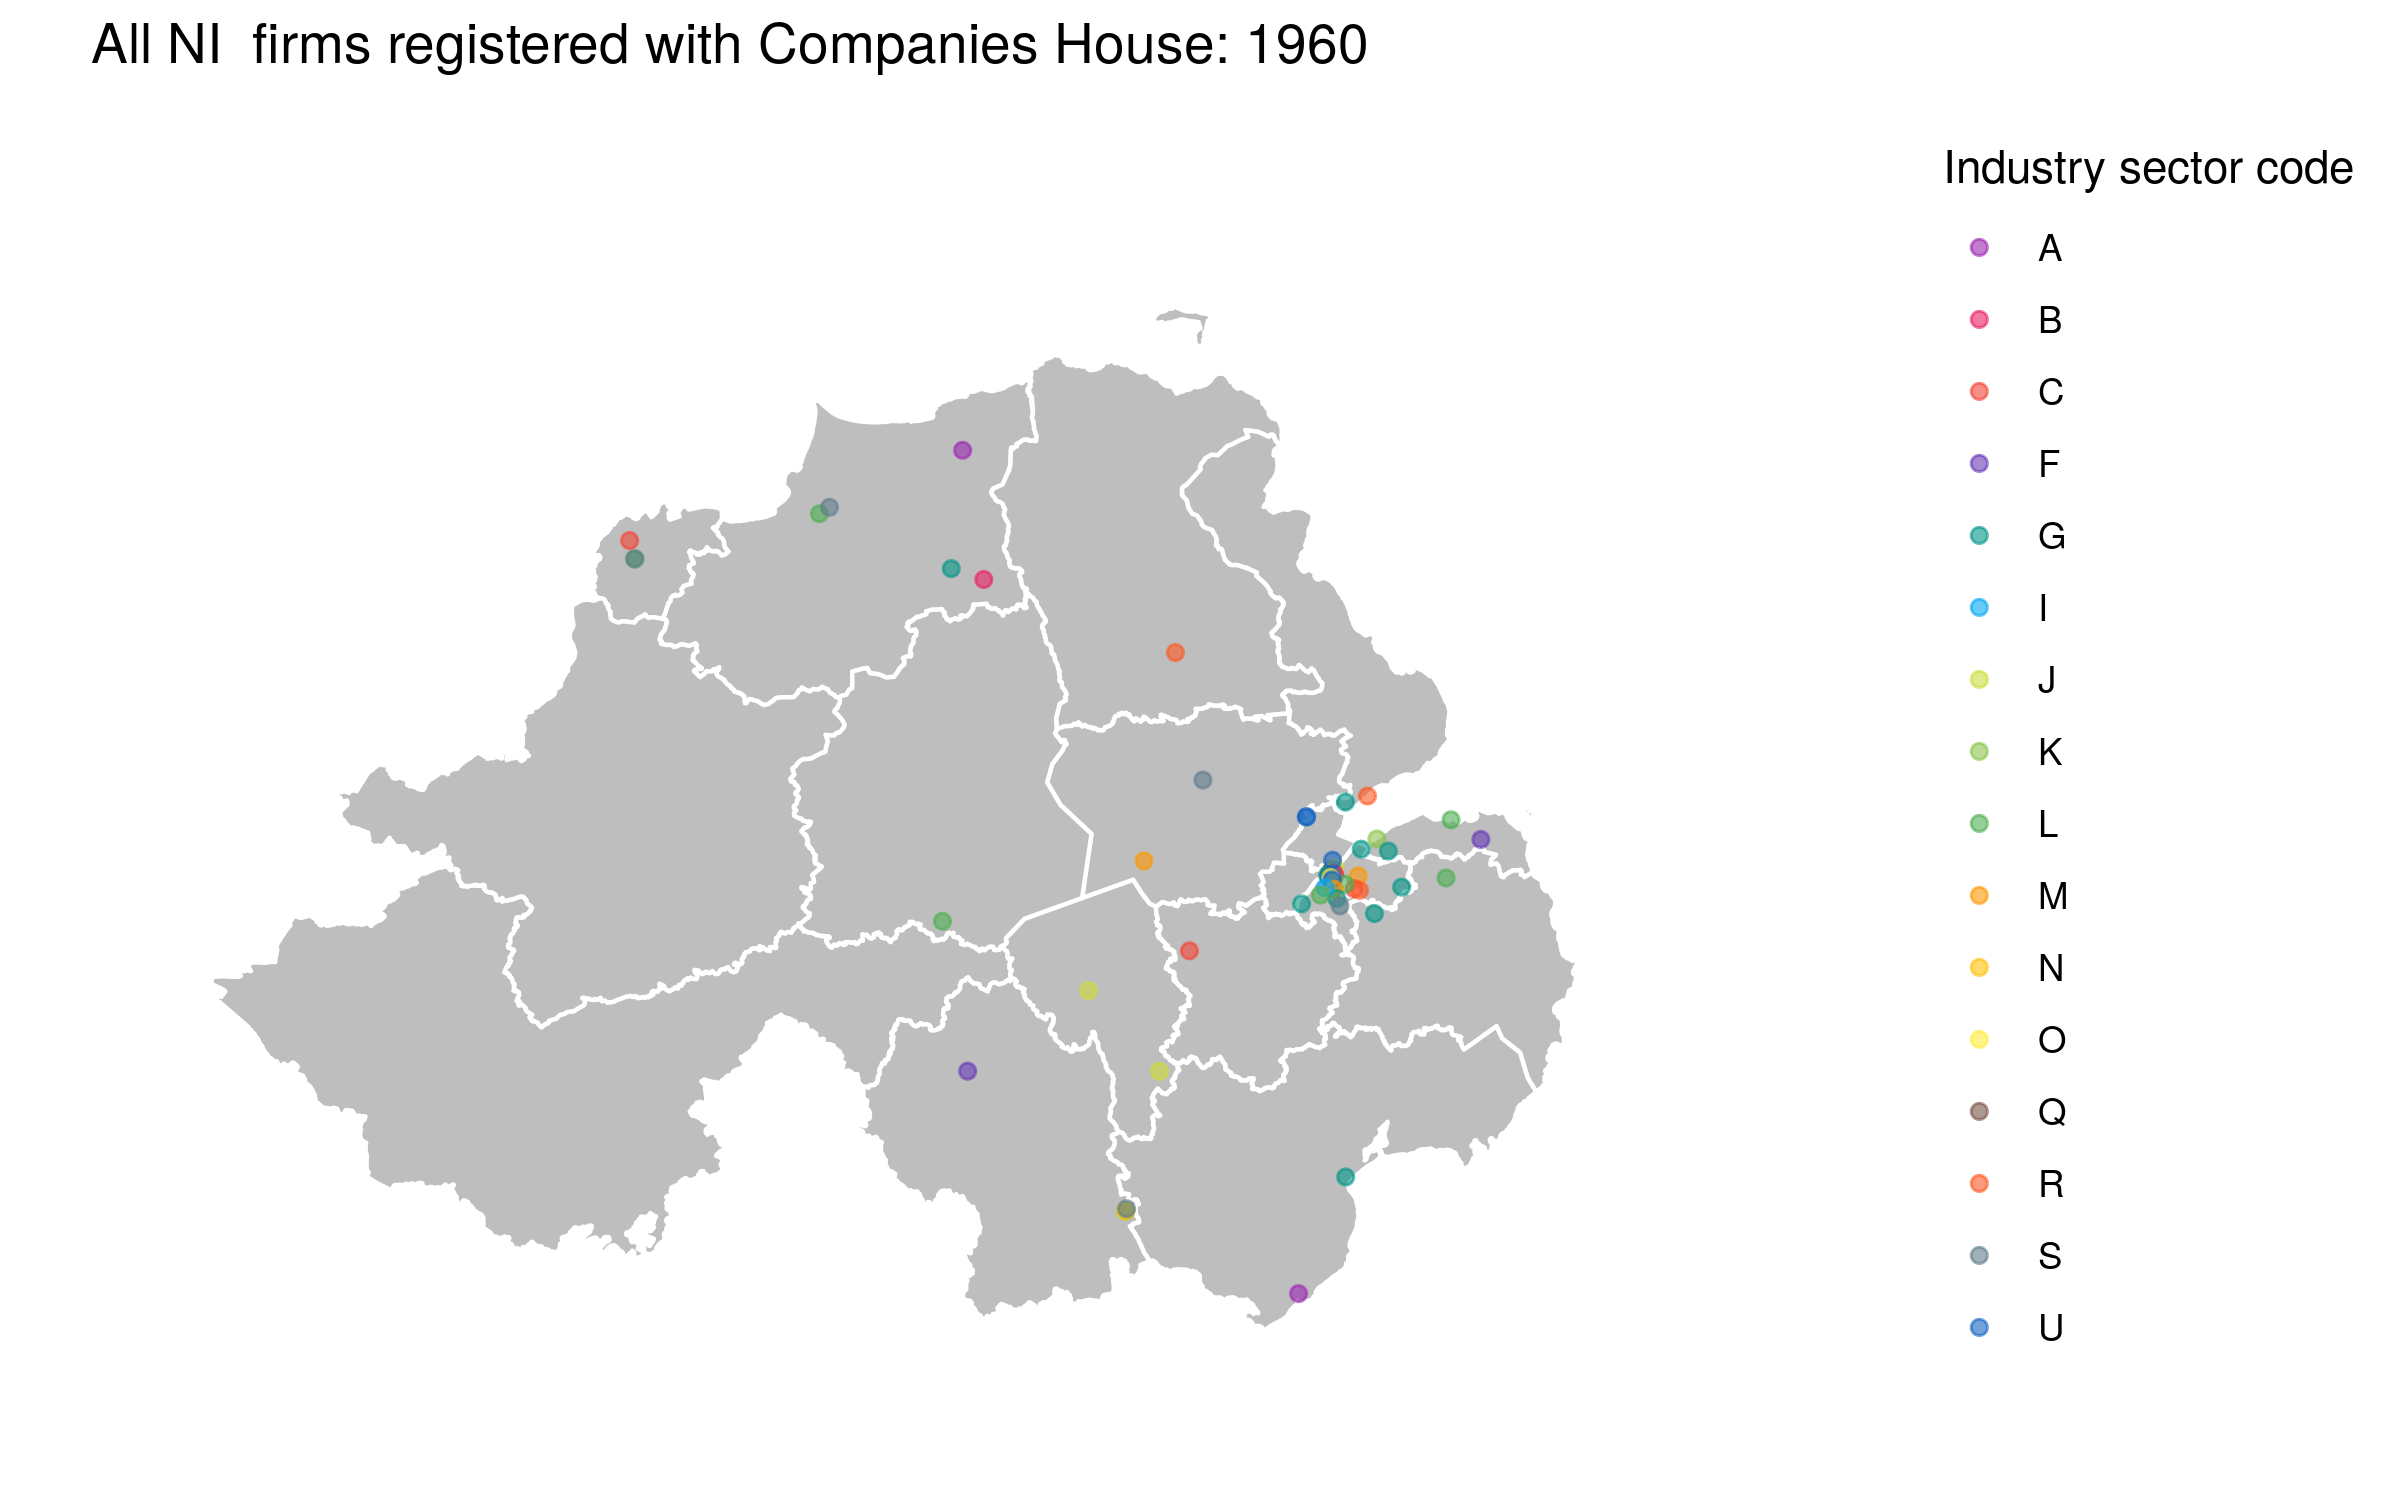 All NI  firms registered with Companies House: 1960
Industry sector code
A
B
C
F
G
I
J
K
L
M
N
O
Q
R
S
U